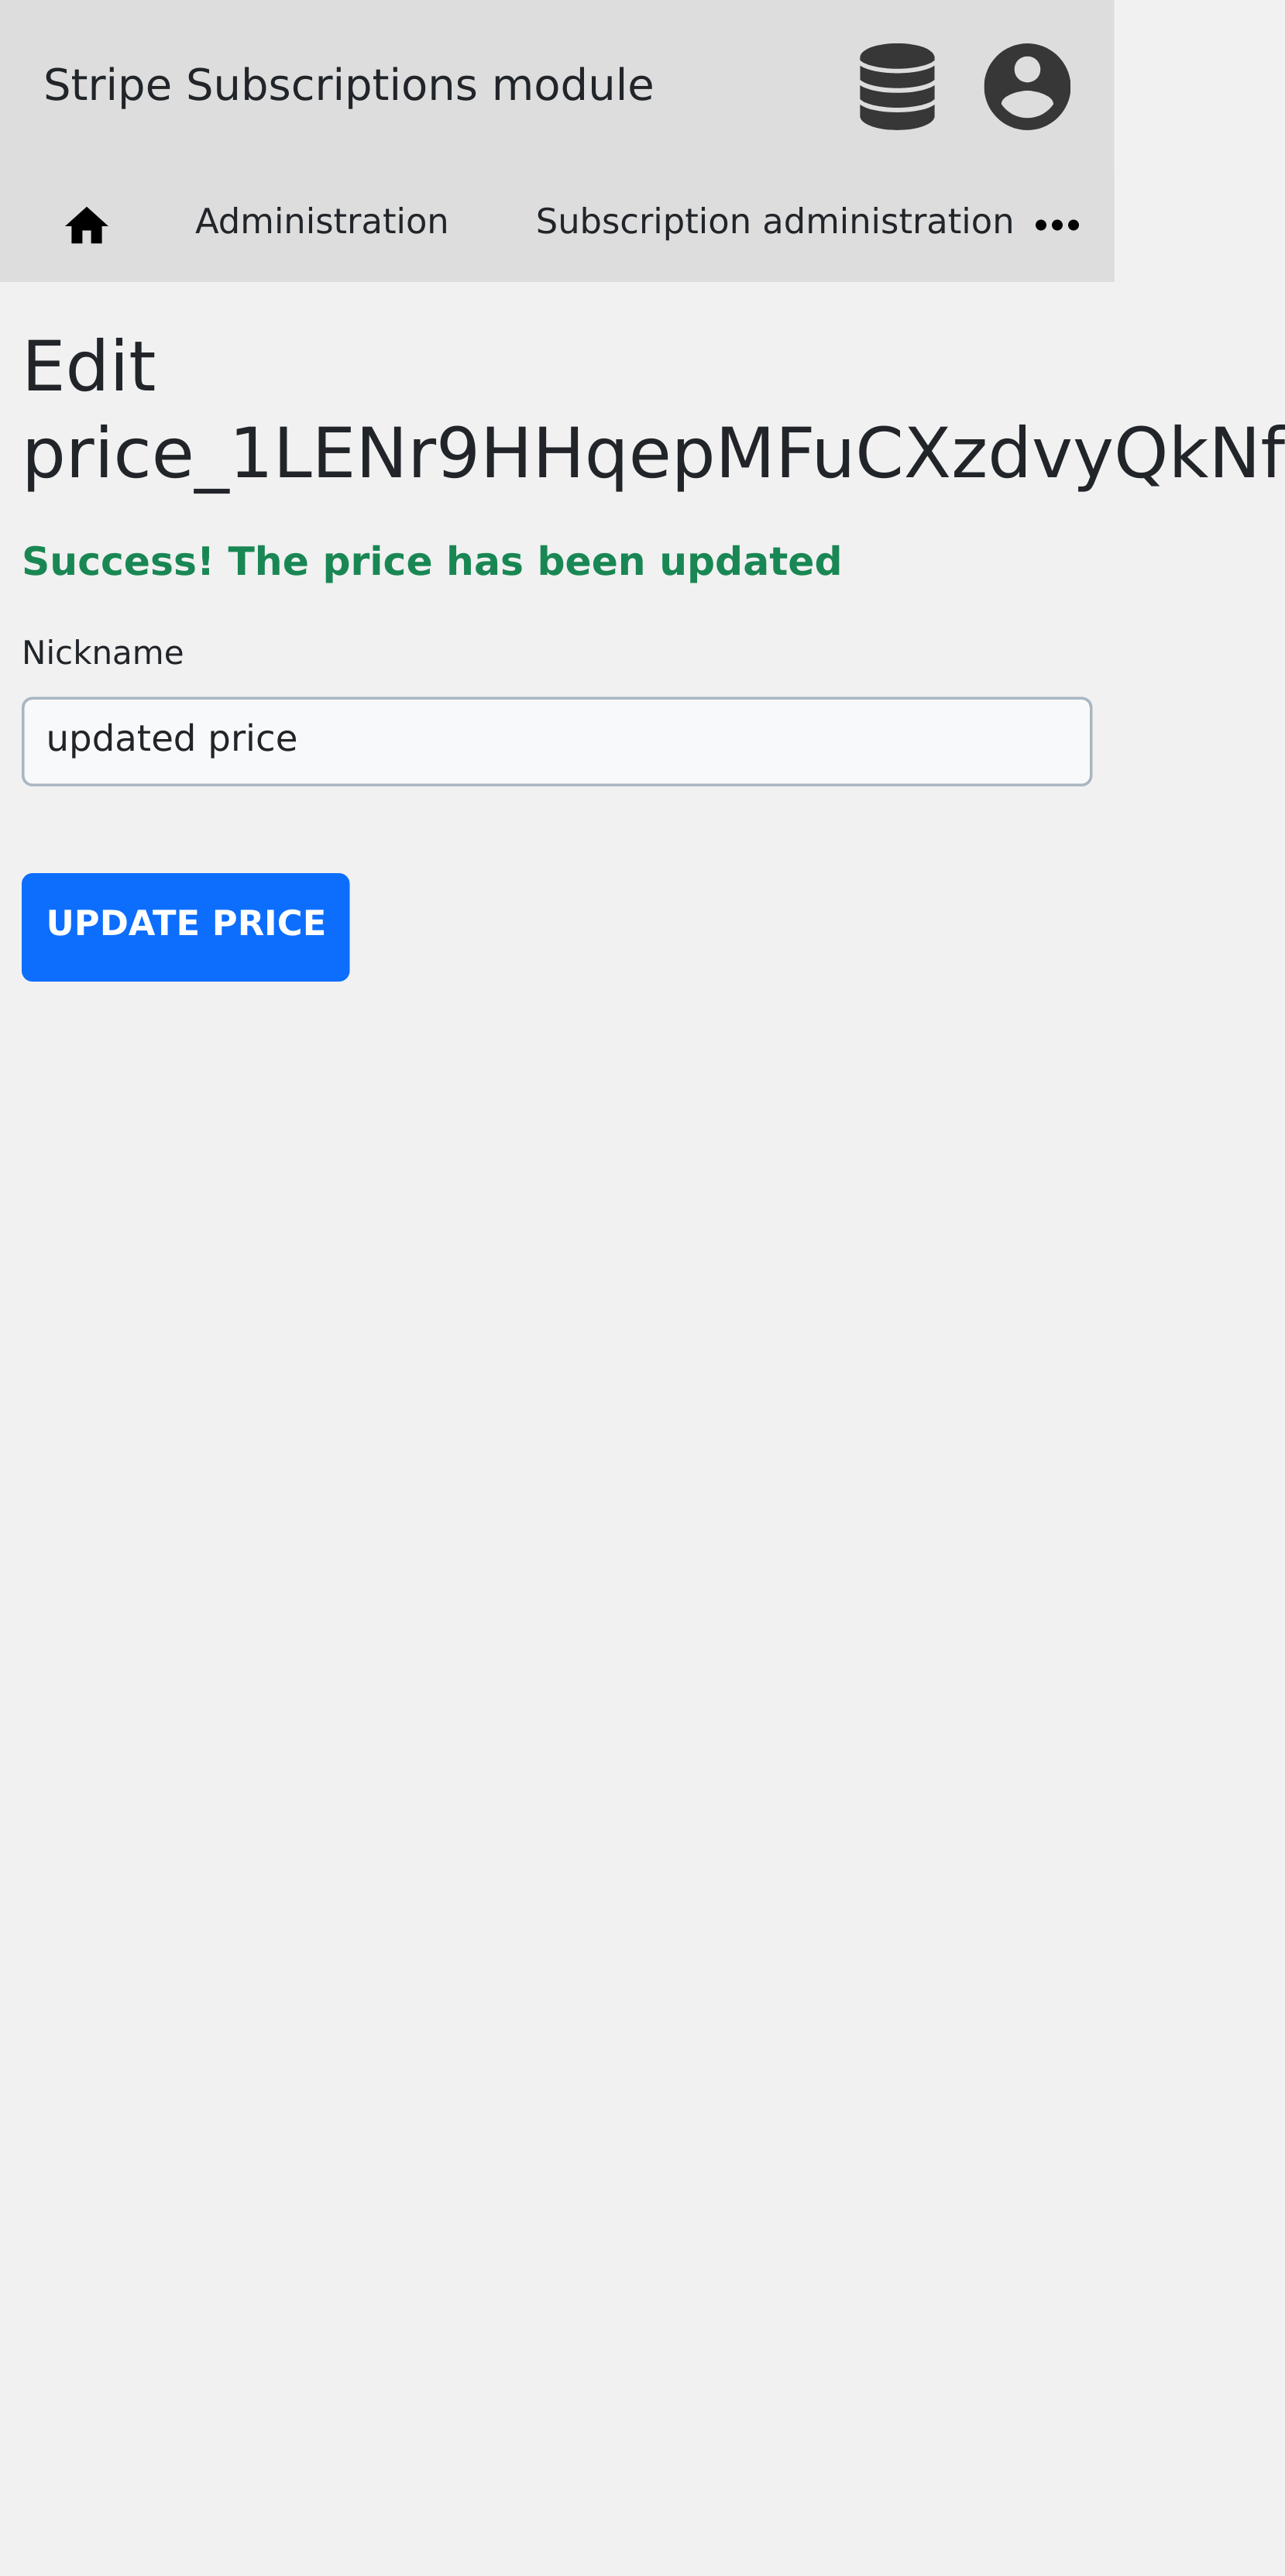 Stripe Subscriptions module
Administration Subscription administration
Edit
price_1LENr9HHqepMFuCXzdvyQkNf
Success! The price has been updated
Nickname
updated price
UPDATE PRICE